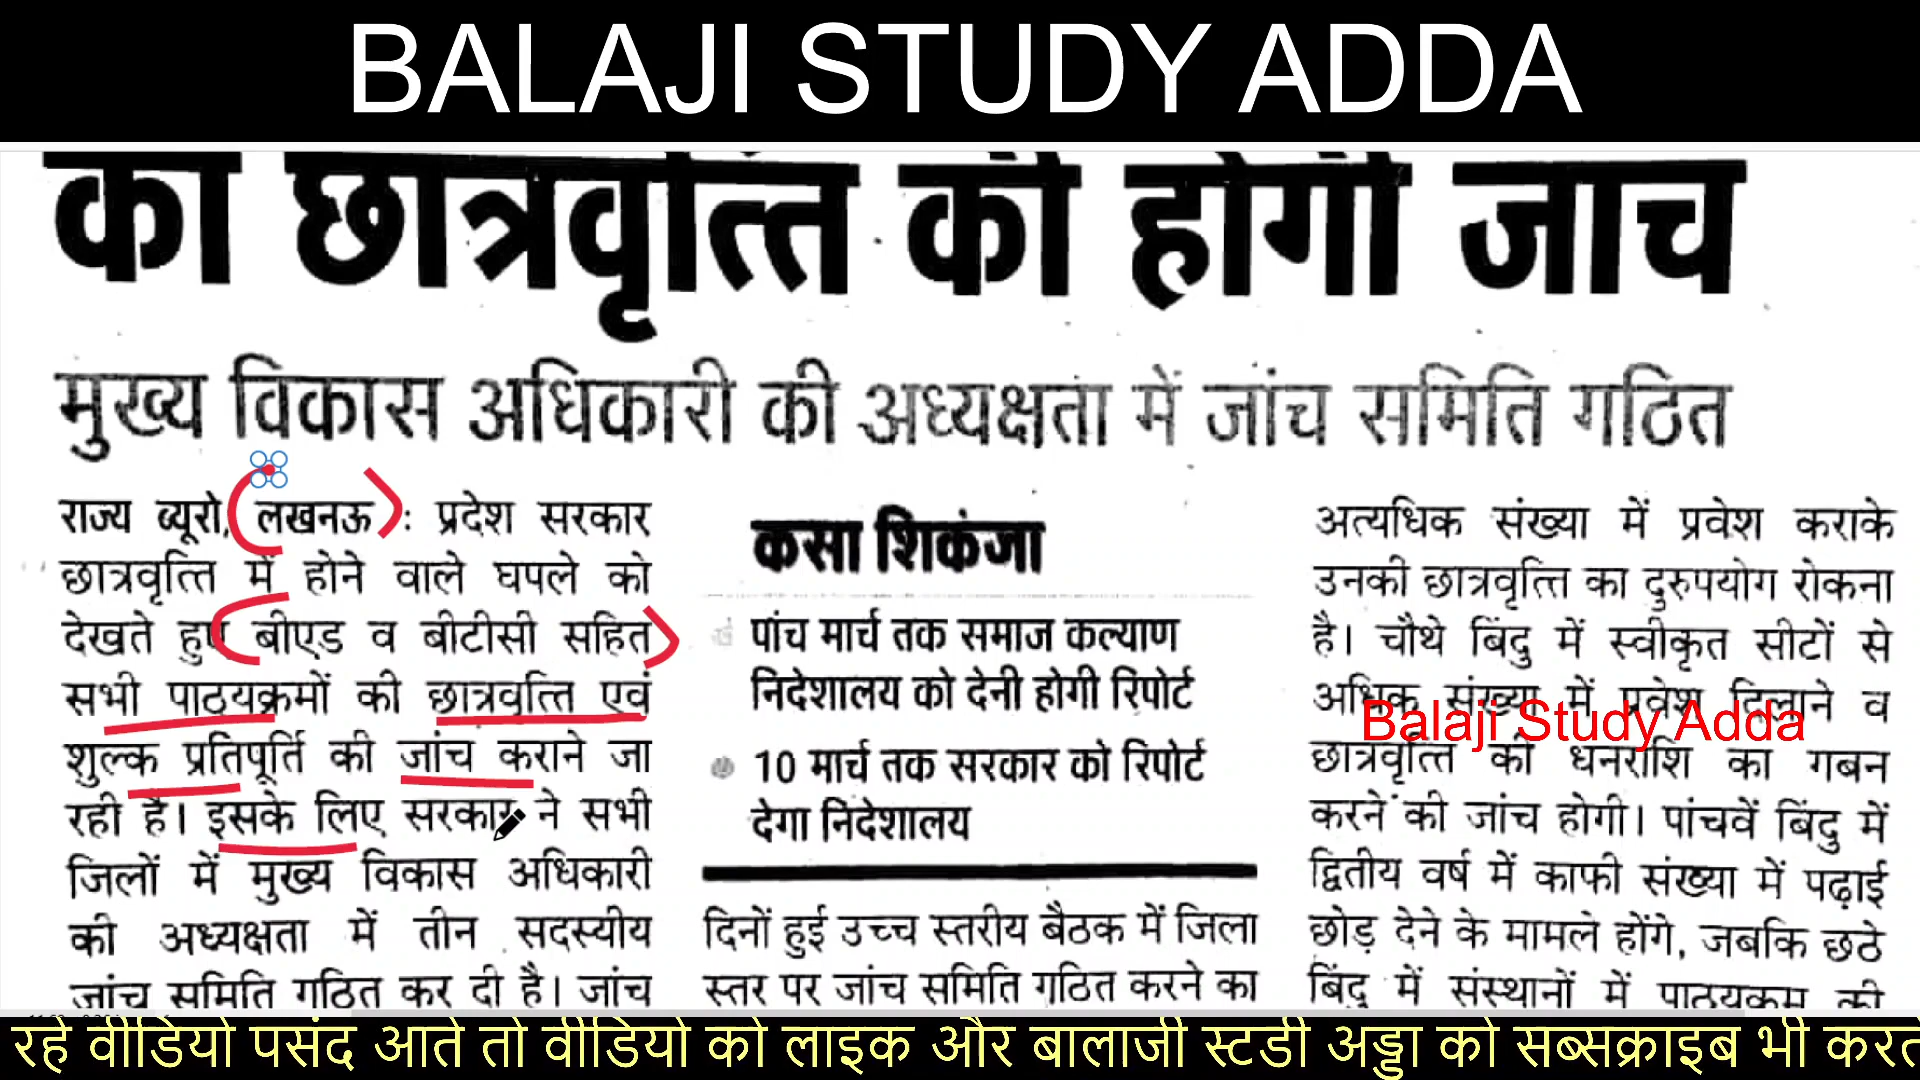 BALAJI STUDY ADDA
की छात्रवृत्ति की होगी जांच
मुख्य विकास अधिकारी की अध्यक्षता में जांच समिति गठित
राज्य ब्यूरो, लखनऊ : प्रदेश सरकार
छात्रवृत्ति में होने वाले घपले को
देखते हुए बीएड व बीटीसी सहित
सभी पाठ्यक्रमों की छात्रवृत्ति एवं
शुल्क प्रतिपूर्ति की जांच कराने जा
रही है। इसके लिए सरकार ने सभी
जिलों में मुख्य विकास अधिकारी
की अध्यक्षता में तीन सदस्यीय
जांच समिति गठित कर दी है। जांच
कसा शिकंजा
पांच मार्च तक समाज कल्याण
निदेशालय को देनी होगी रिपोर्ट
10 मार्च तक सरकार को रिपोर्ट
देगा निदेशालय
दिनों हुई उच्च स्तरीय बैठक में जिला
स्तर पर जांच समिति गठित करने का
अत्यधिक संख्या में प्रवेश कराके
उनकी छात्रवृत्ति का दुरुपयोग रोकना
है। चौथे बिंदु में स्वीकृत सीटों से
अधिक संख्या में प्रवेश दिलाने व
Balaji Study Adda
छात्रवृत्ति की धनराशि का गबन
करने की जांच होगी। पांचवें बिंदु में
द्वितीय वर्ष में काफी संख्या में पढ़ाई
छोड़ देने के मामले होंगे, जबकि छठे
बिंदु में संस्थानों में पाठ्यक्रम की
रहे वीडियो पसंद आते तो वीडियो को लाइक और बालाजी स्टडी अड्डा को सब्सक्राइब भी करत